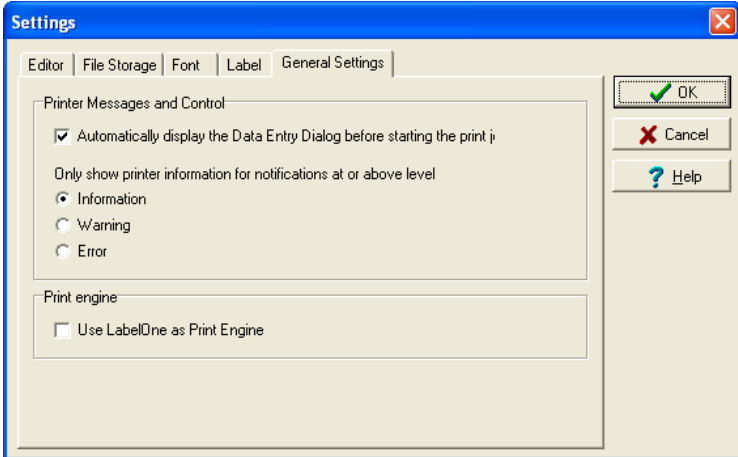 Settings
Editor
File Storage
Font
Label
General Settings
Printer Messages and Control
Automatically display the Data Entry Dialog before starting the print
Only show printer information for notifications at or above level
Information
Warning
Error
Print engine
Use LabelOne as Print Engine
OK
Cancel
Help